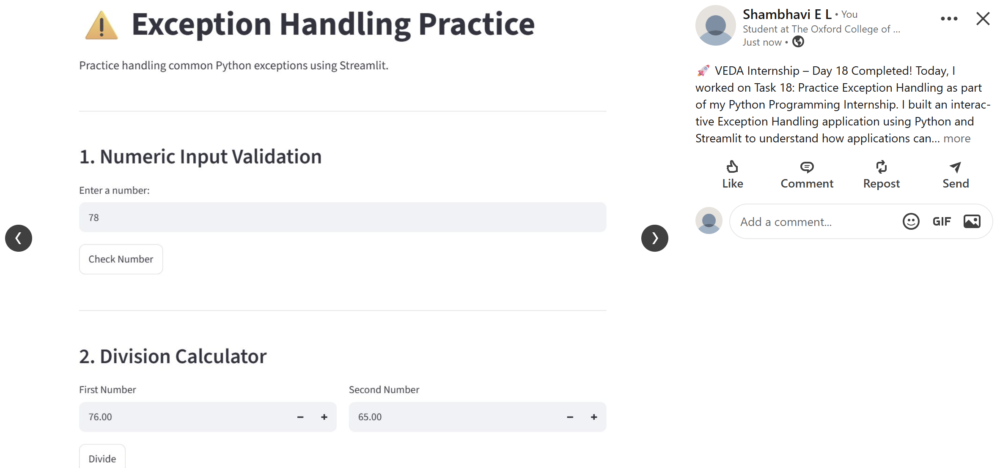 ⚠️ Exception Handling Practice
Practice handling common Python exceptions using Streamlit.
1. Numeric Input Validation
Enter a number:
78
Check Number
2. Division Calculator
First Number
Second Number
76.00
65.00
Divide
Shambhavi E L • You
Student at The Oxford College of ...
Just now •
🚀 VEDA Internship – Day 18 Completed! Today, I
worked on Task 18: Practice Exception Handling as part
of my Python Programming Internship. I built an interac-
tive Exception Handling application using Python and
Streamlit to understand how applications can... more
Like
Comment
Repost
Send
Add a comment...
GIF